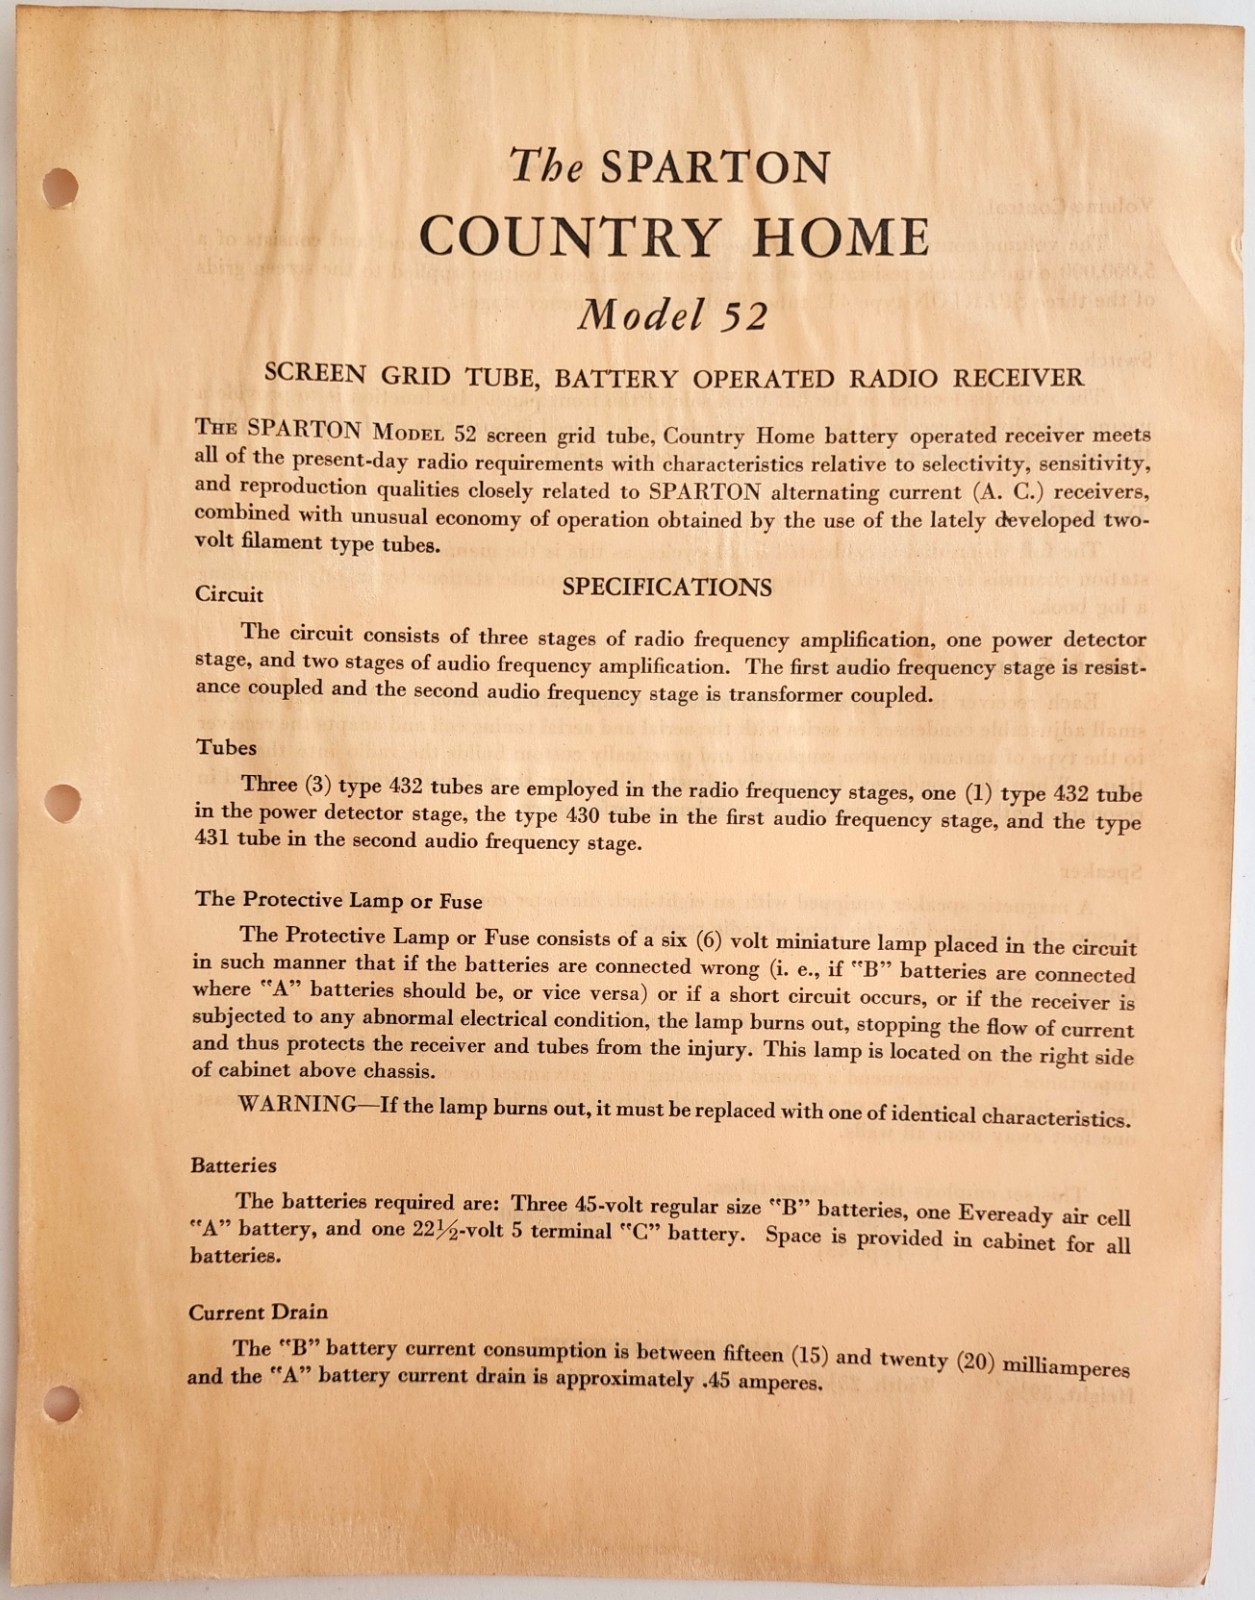 The SPARTON
COUNTRY HOME
Model 52
SCREEN GRID TUBE, BATTERY OPERATED RADIO RECEIVER
THE SPARTON MODEL 52 screen grid tube, Country Home battery operated receiver meets
all of the present-day radio requirements with characteristics relative to selectivity, sensitivity,
and reproduction qualities closely related to SPARTON alternating current (A. C.) receivers,
combined with unusual economy of operation obtained by the use of the lately developed two-
volt filament type tubes.
SPECIFICATIONS
Circuit
The circuit consists of three stages of radio frequency amplification, one power detector
stage, and two stages of audio frequency amplification. The first audio frequency stage is resist-
ance coupled and the second audio frequency stage is transformer coupled.
Tubes
Three (3) type 432 tubes are employed in the radio frequency stages, one (1) type 432 tube
in the power detector stage, the type 430 tube in the first audio frequency stage, and the type
431 tube in the second audio frequency stage.
The Protective Lamp or Fuse
The Protective Lamp or Fuse consists of a six (6) volt miniature lamp placed in the circuit
in such manner that if the batteries are connected wrong (i. e., if "B" batteries are connected
where "A" batteries should be, or vice versa) or if a short circuit occurs, or if the receiver is
subjected to any abnormal electrical condition, the lamp burns out, stopping the flow of current
and thus protects the receiver and tubes from the injury. This lamp is located on the right side
of cabinet above chassis.
WARNING—If the lamp burns out, it must be replaced with one of identical characteristics.
Batteries
The batteries required are: Three 45-volt regular size "B" batteries, one Eveready air cell
"A" battery, and one 22½-volt 5 terminal "C" battery. Space is provided in cabinet for all
batteries.
Current Drain
The "B" battery current consumption is between fifteen (15) and twenty (20) milliamperes
and the "A" battery current drain is approximately .45 amperes.